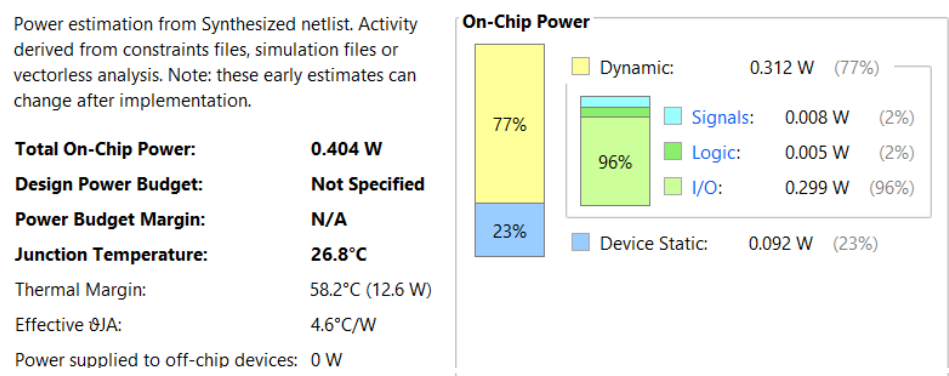 Power estimation from Synthesized netlist. Activity
derived from constraints files, simulation files or
vectorless analysis. Note: these early estimates can
change after implementation.
Total On-Chip Power: 0.404 W
Design Power Budget: Not Specified
Power Budget Margin: N/A
Junction Temperature: 26.8°C
Thermal Margin: 58.2°C (12.6 W)
Effective ϑJA: 4.6°C/W
Power supplied to off-chip devices: 0 W
On-Chip Power
77%
23%
Dynamic: 0.312 W (77%)
96%
Signals: 0.008 W (2%)
Logic: 0.005 W (2%)
I/O: 0.299 W (96%)
Device Static: 0.092 W (23%)